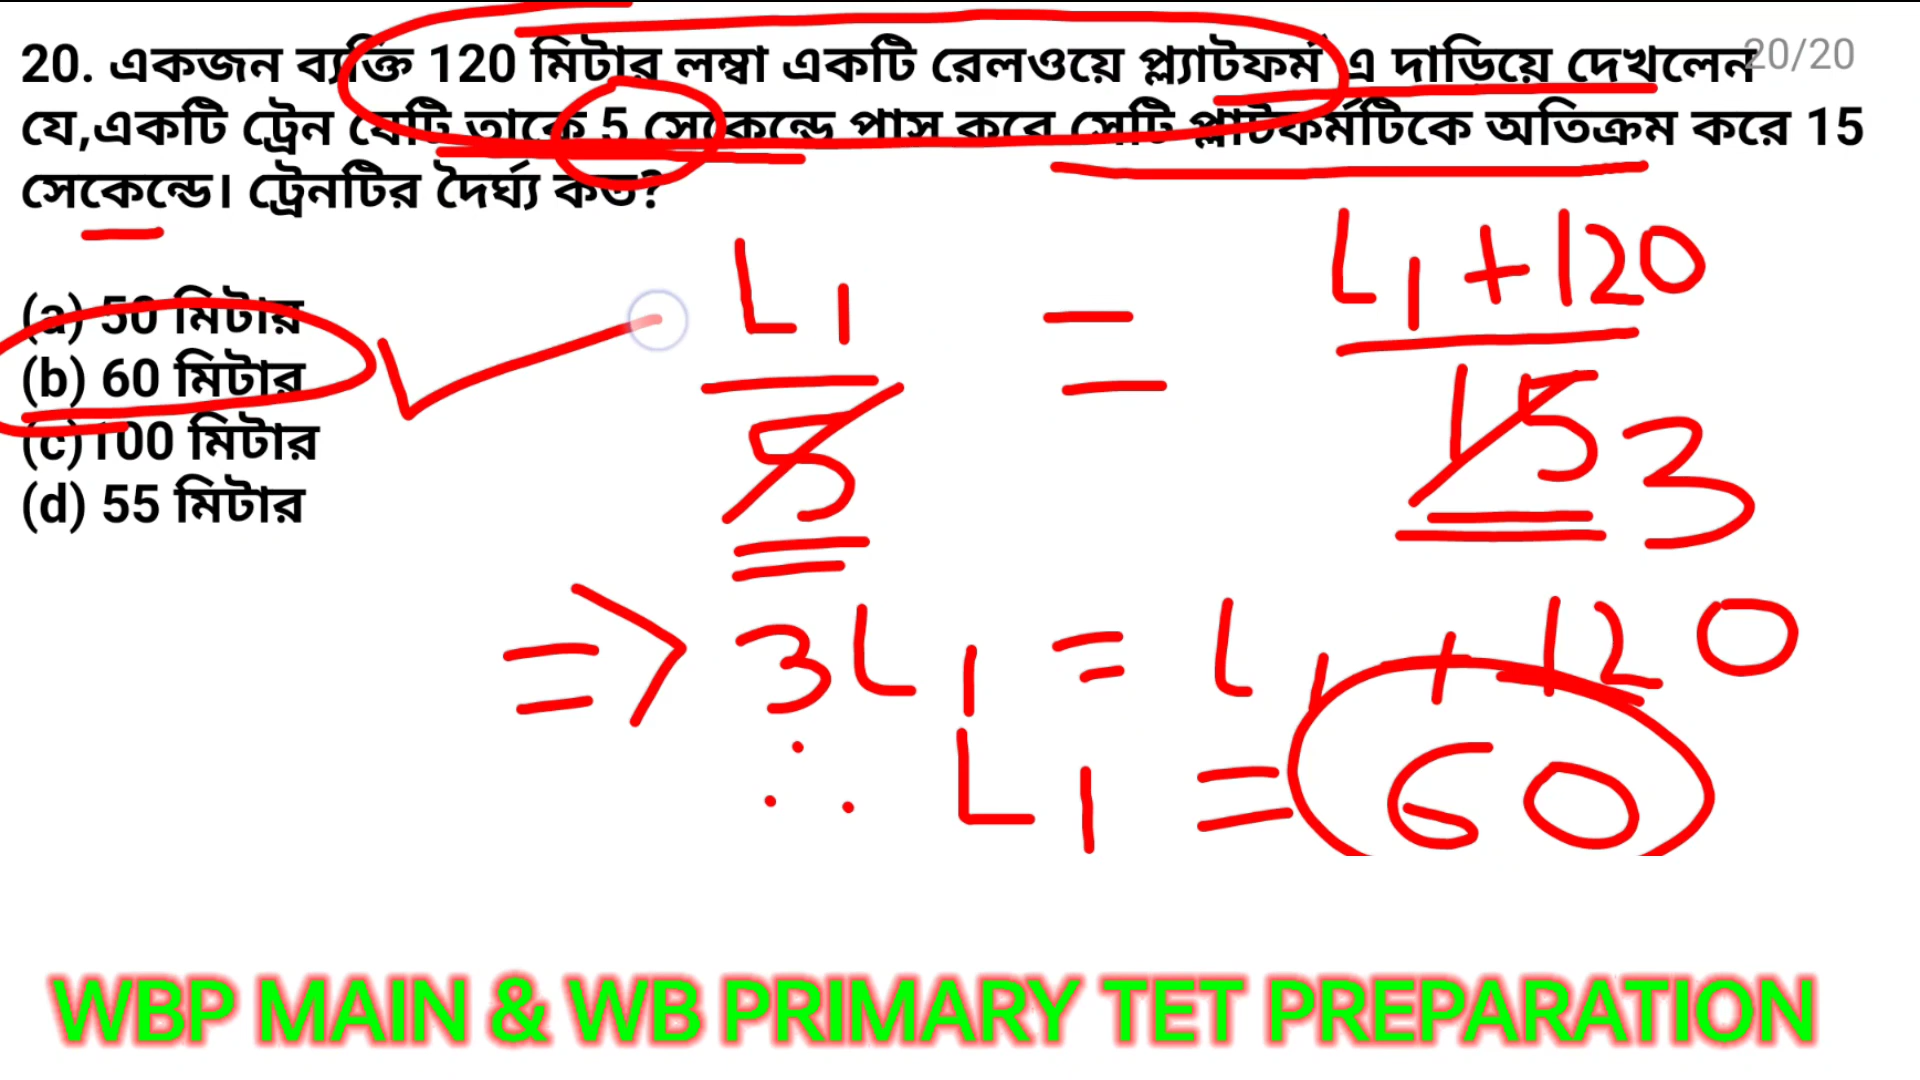 20. একজন ব্যক্তি 120 মিটার লম্বা একটি রেলওয়ে প্ল্যাটফর্ম এ দাড়িয়ে দেখলেন
20/20
যে,একটি ট্রেন যেটি তাকে 5 সেকেন্ডে পাস করে সেটি প্লাটফর্মটিকে অতিক্রম করে 15
সেকেন্ডে। ট্রেনটির দৈর্ঘ্য কত?
(a) 50 মিটার
(b) 60 মিটার
(c) 100 মিটার
(d) 55 মিটার
L1/5 = L1+120/15 3
=> 3L1 = L1 + 120
∴ L1 = 60
WBP MAIN & WB PRIMARY TET PREPARATION